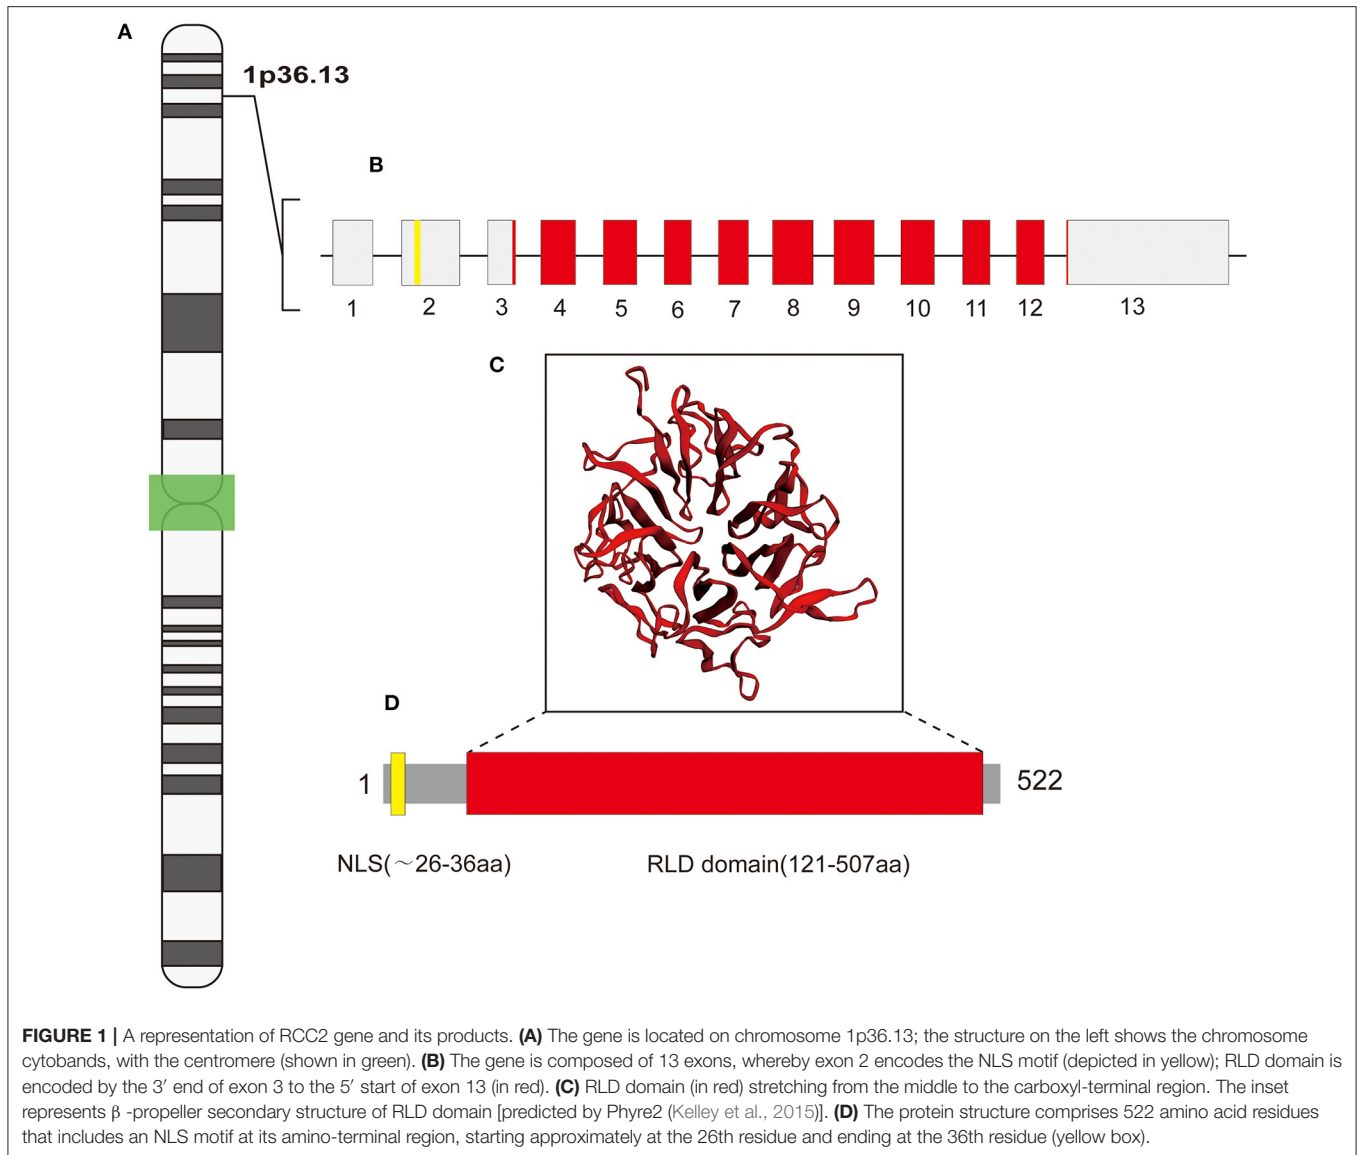 A
1p36.13
B
1 2 3 4 5 6 7 8 9 10 11 12 13
C
D
1
522
NLS(~26-36aa)
RLD domain(121-507aa)
FIGURE 1 | A representation of RCC2 gene and its products. (A) The gene is located on chromosome 1p36.13; the structure on the left shows the chromosome
cytobands, with the centromere (shown in green). (B) The gene is composed of 13 exons, whereby exon 2 encodes the NLS motif (depicted in yellow); RLD domain is
encoded by the 3′ end of exon 3 to the 5′ start of exon 13 (in red). (C) RLD domain (in red) stretching from the middle to the carboxyl-terminal region. The inset
represents β -propeller secondary structure of RLD domain [predicted by Phyre2 (Kelley et al., 2015)]. (D) The protein structure comprises 522 amino acid residues
that includes an NLS motif at its amino-terminal region, starting approximately at the 26th residue and ending at the 36th residue (yellow box).